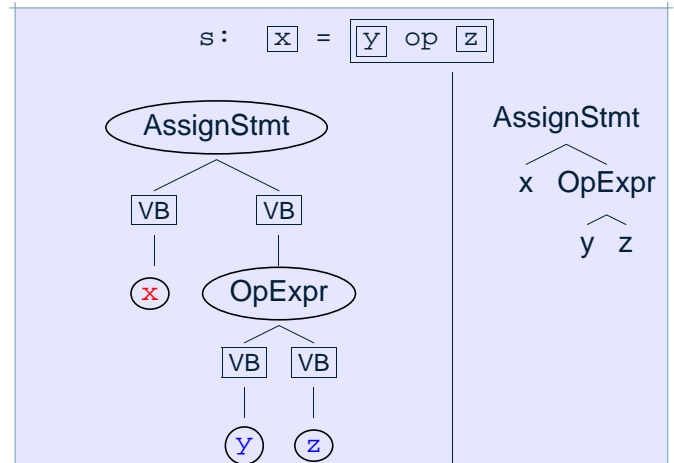 s: x = y op z
AssignStmt
VB VB
x OpExpr
VB VB
y z
AssignStmt
x OpExpr
y z